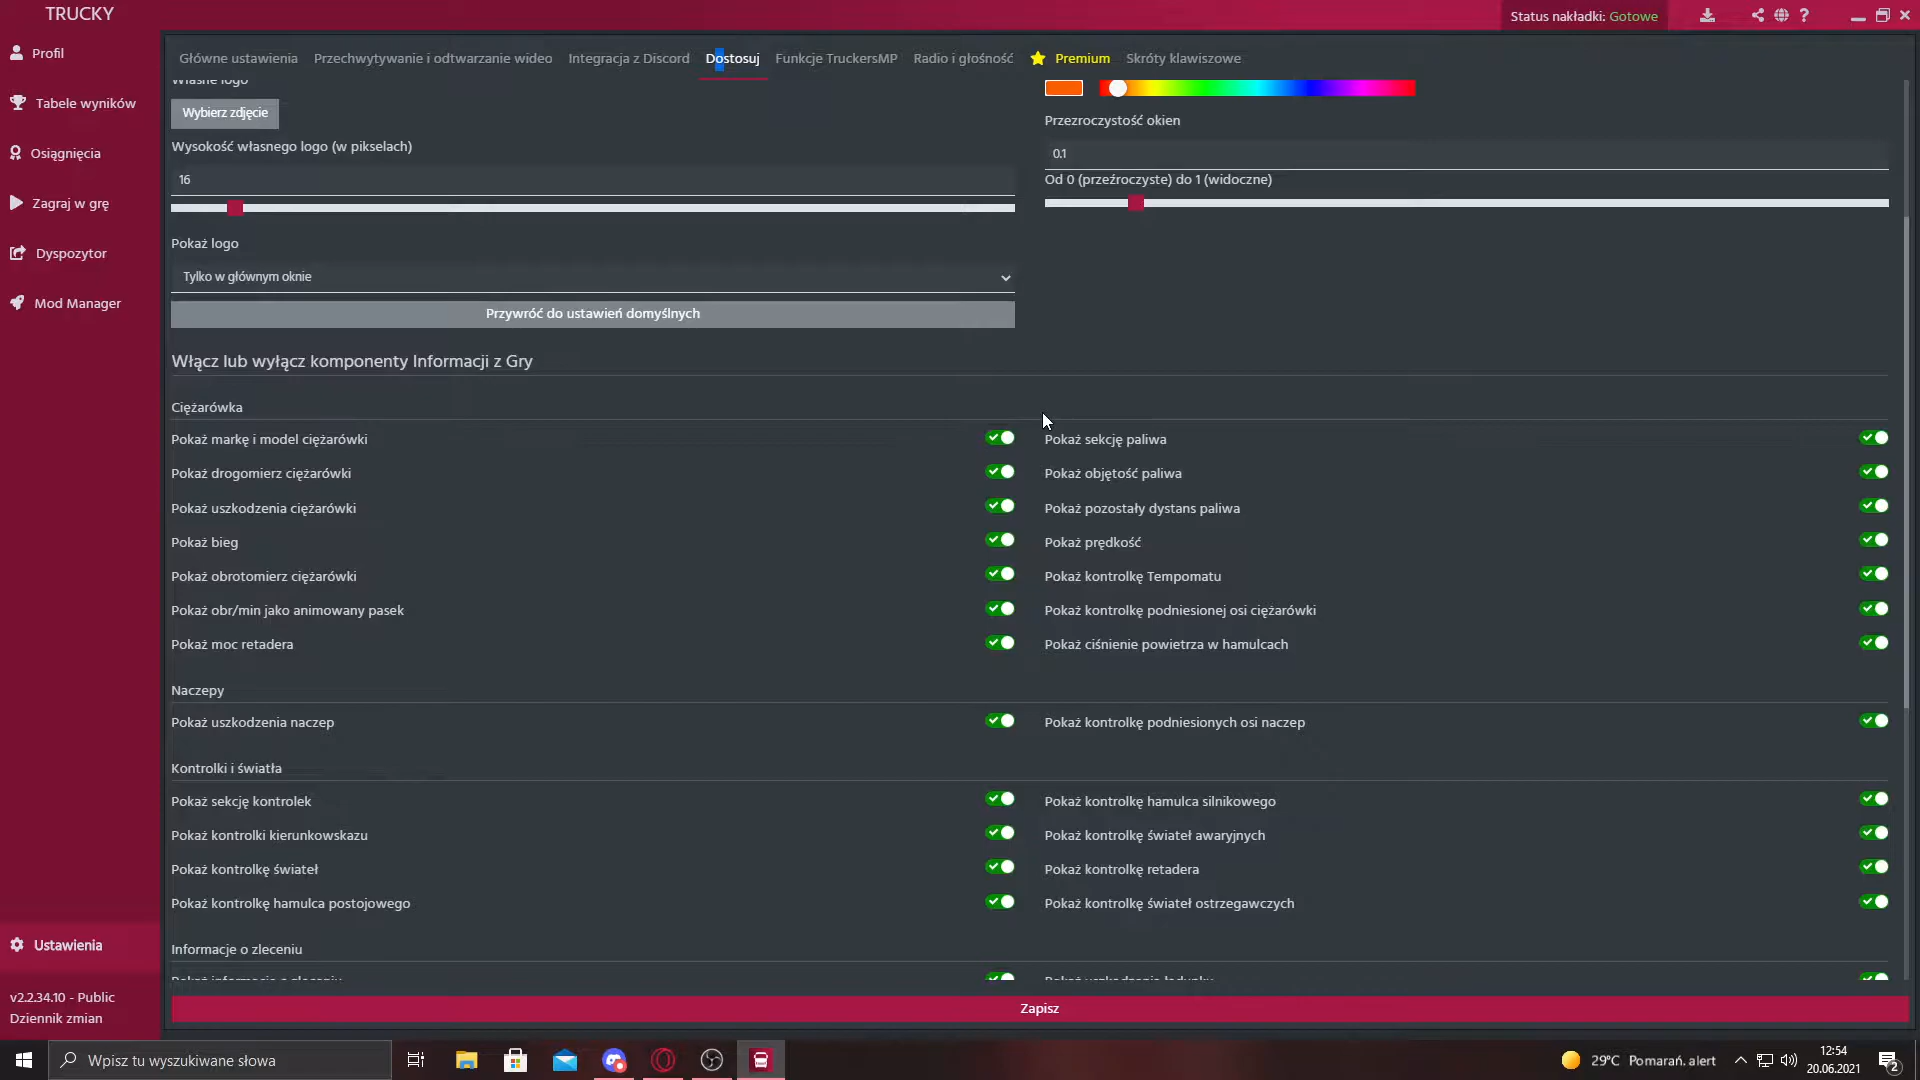 TRUCKY
Status nakładki: Gotowe
Profil
Tabele wyników
Osiągnięcia
Zagraj w grę
Dyspozytor
Mod Manager
Ustawienia
v2.2.34.10 - Public
Dziennik zmian
Główne ustawienia
Przechwytywanie i odtwarzanie wideo
Integracja z Discord
Dostosuj
Funkcje TruckersMP
Radio i głośność
Premium
Skróty klawiszowe
Własne logo
Wybierz zdjęcie
Wysokość własnego logo (w pikselach)
16
Pokaż logo
Tylko w głównym oknie
Przywróć do ustawień domyślnych
Przezroczystość okien
0.1
Od 0 (przeźroczyste) do 1 (widoczne)
Włącz lub wyłącz komponenty Informacji z Gry
Ciężarówka
Pokaż markę i model ciężarówki
Pokaż sekcję paliwa
Pokaż drogomierz ciężarówki
Pokaż objętość paliwa
Pokaż uszkodzenia ciężarówki
Pokaż pozostały dystans paliwa
Pokaż bieg
Pokaż prędkość
Pokaż obrotomierz ciężarówki
Pokaż kontrolkę Tempomatu
Pokaż obr/min jako animowany pasek
Pokaż kontrolkę podniesionej osi ciężarówki
Pokaż moc retadera
Pokaż ciśnienie powietrza w hamulcach
Naczepy
Pokaż uszkodzenia naczep
Pokaż kontrolkę podniesionych osi naczep
Kontrolki i światła
Pokaż sekcję kontrolek
Pokaż kontrolkę hamulca silnikowego
Pokaż kontrolki kierunkowskazu
Pokaż kontrolkę świateł awaryjnych
Pokaż kontrolkę świateł
Pokaż kontrolkę retadera
Pokaż kontrolkę hamulca postojowego
Pokaż kontrolkę świateł ostrzegawczych
Informacje o zleceniu
Pokaż informacje o zleceniu
Pokaż uszkodzenia ładunku
Zapisz
Wpisz tu wyszukiwane słowa
29°C Pomarań. alert
12:54
20.06.2021
2